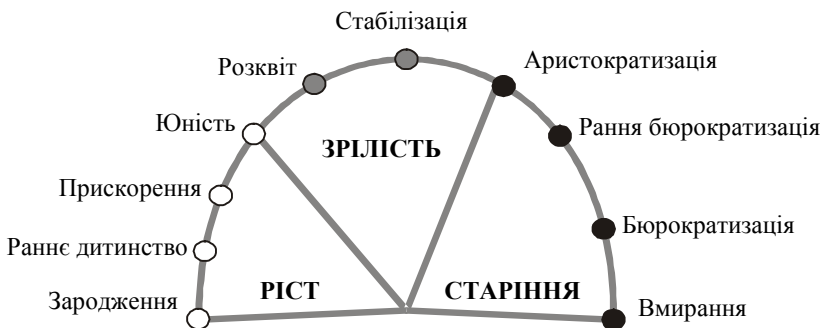 Стабілізація
Розквіт
Аристократизація
Юність
Рання бюрократизація
ЗРІЛІСТЬ
Прискорення
Бюрократизація
Раннє дитинство
Зародження
РІСТ
СТАРІННЯ
Вмирання